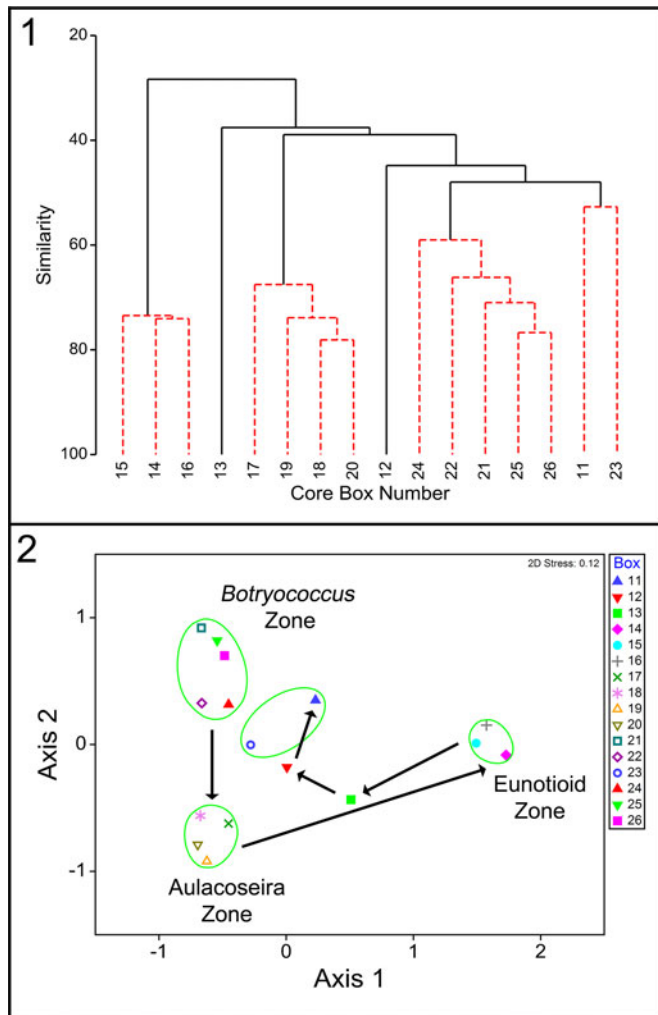 1
20
40
60
80
100
Similarity
15 14 16 13 17 19 18 20 12 24 22 21 25 26 11 23
Core Box Number
2
2D Stress: 0.12
Botryococcus
Zone
Eunotioid
Zone
Aulacoseira
Zone
1
0
-1
Axis 2
-1 0 1 2
Axis 1
Box
11
12
13
14
15
16
17
18
19
20
21
22
23
24
25
26